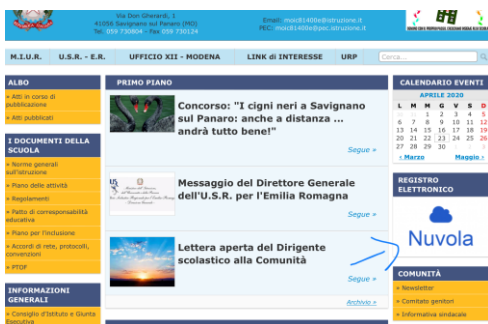 Via Don Gherardi, 1
41056 Savignano sul Panaro (MO)
Tel. 059 730804 - Fax 059 730124
Email: moic81400e@istruzione.it
PEC: moic81400e@pec.istruzione.it
M.I.U.R.
U.S.R. - E.R.
UFFICIO XII - MODENA
LINK di INTERESSE
URP
Cerca...
ALBO
» Atti in corso di
pubblicazione
» Atti pubblicati
I DOCUMENTI DELLA
SCUOLA
» Norme generali
sull'istruzione
» Piano delle attività
» Regolamenti
» Patto di corresponsabilità
educativa
» Piano per l'inclusione
» Accordi di rete, protocolli,
convenzioni
» PTOF
INFORMAZIONI
GENERALI
» Consiglio d'Istituto e Giunta
Esecutiva
PRIMO PIANO
Concorso: "I cigni neri a Savignano
sul Panaro: anche a distanza ...
andrà tutto bene!"
Segue »
Messaggio del Direttore Generale
dell'U.S.R. per l'Emilia Romagna
Segue »
Lettera aperta del Dirigente
scolastico alla Comunità
Segue »
Archivio »
CALENDARIO EVENTI
APRILE 2020
L M M G V S D
1 2 3 4 5
6 7 8 9 10 11 12
13 14 15 16 17 18 19
20 21 22 23 24 25 26
27 28 29 30
« Marzo
Maggio »
REGISTRO
ELETTRONICO
Nuvola
COMUNITÀ
» Newsletter
» Comitato genitori
» Informativa sindacale